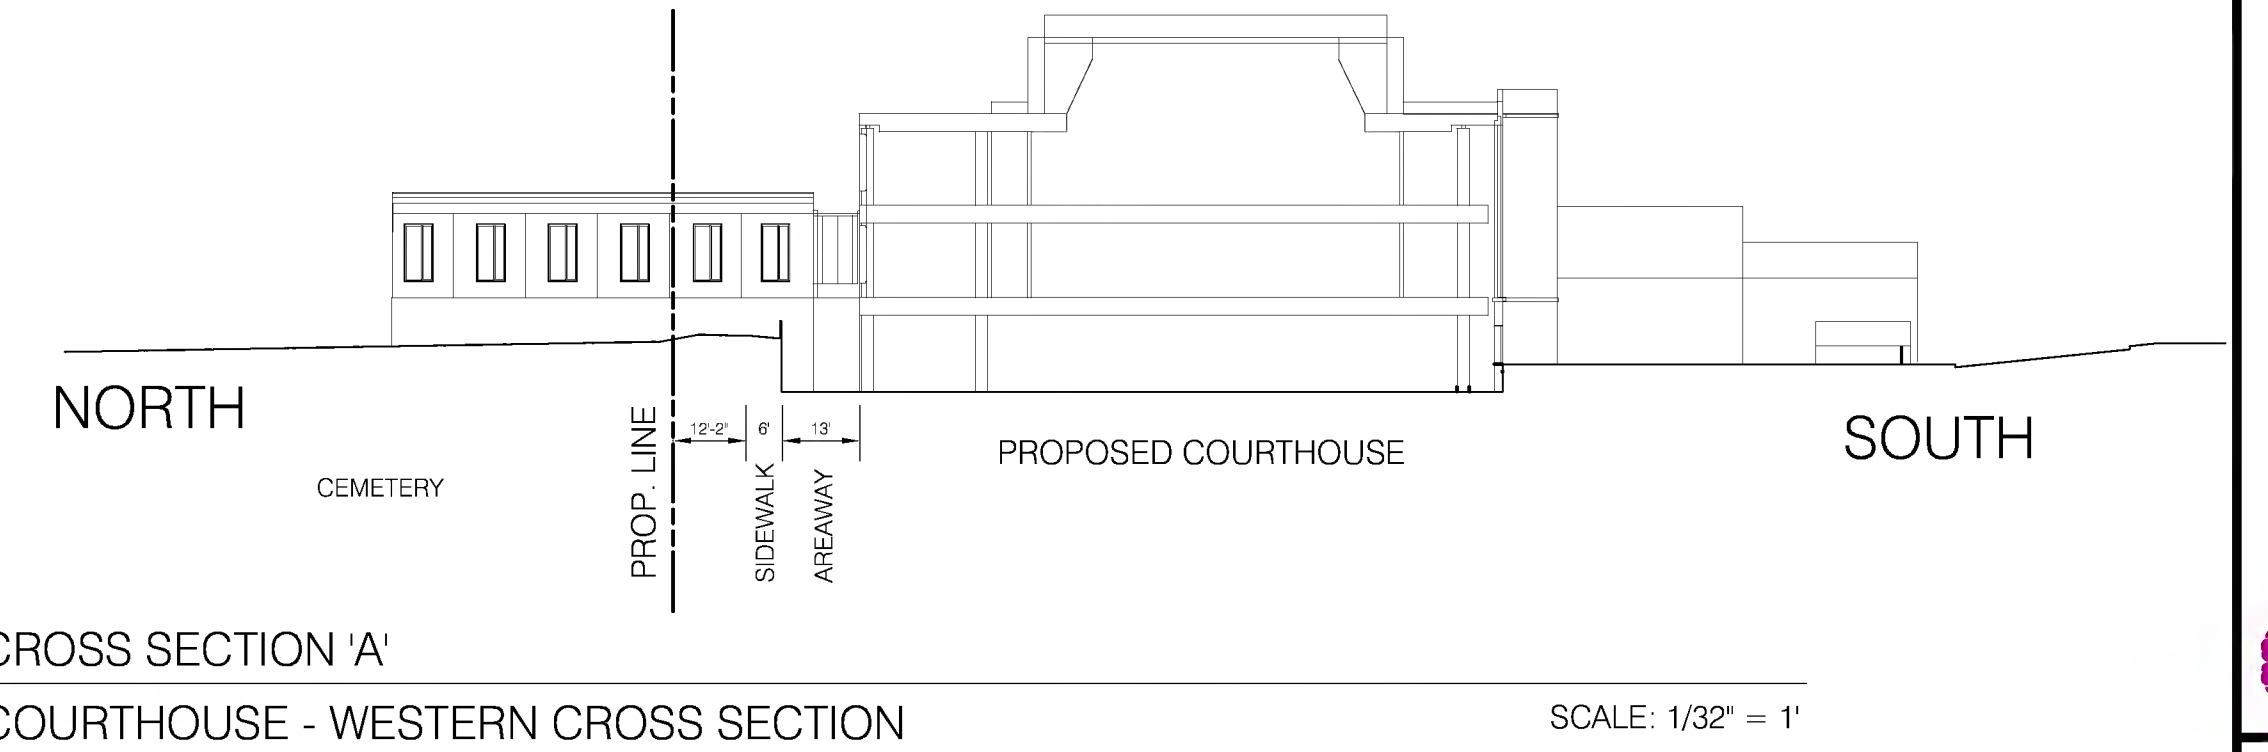 NORTH
CEMETERY
PROP. LINE
12'-2"
6'
13'
SIDEWALK
AREAWAY
PROPOSED COURTHOUSE
SOUTH
CROSS SECTION 'A'
COURTHOUSE - WESTERN CROSS SECTION
SCALE: 1/32" = 1'